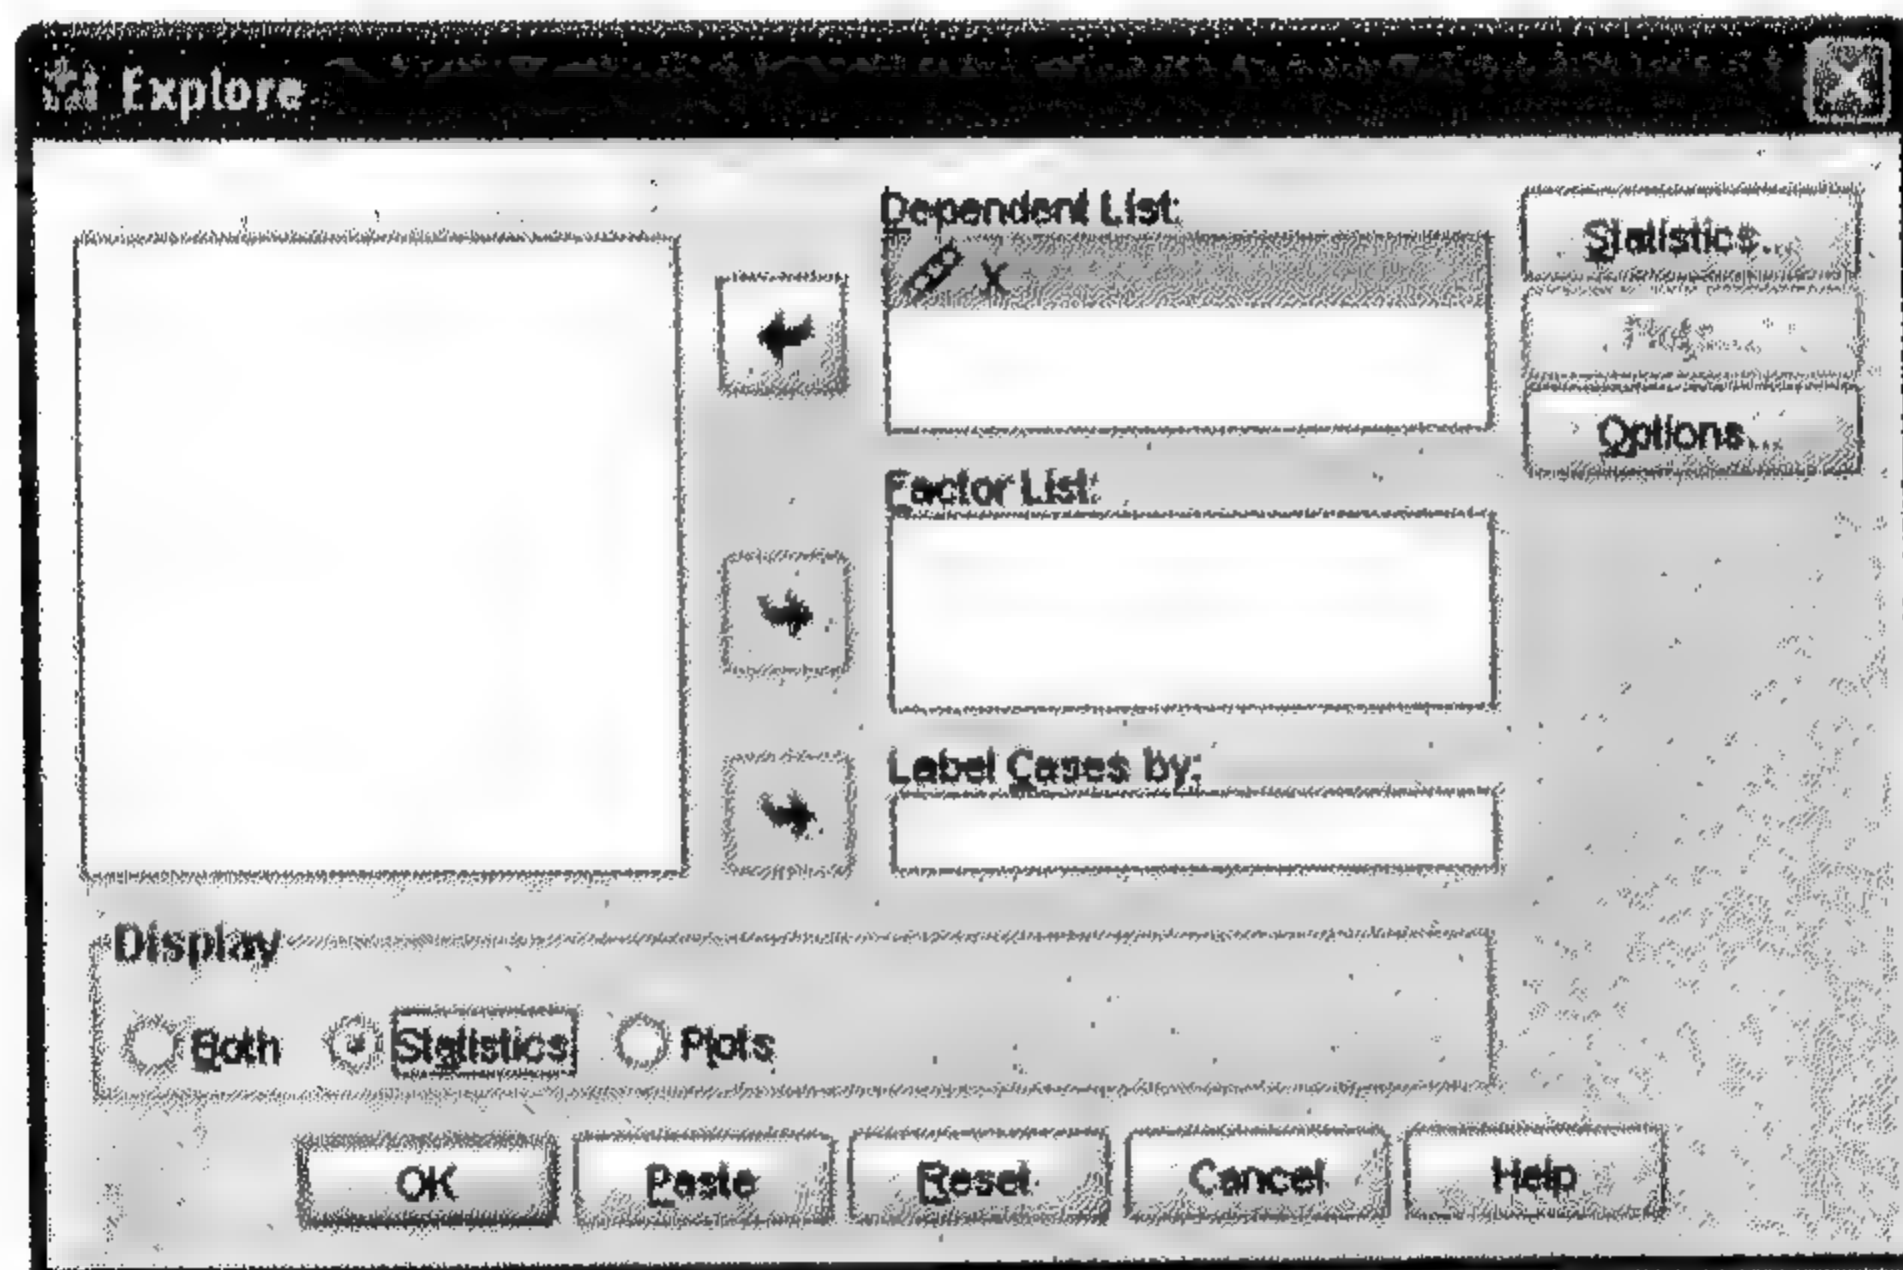 Explore
Dependent List:
x
Statistics...
Options...
Factor List:
Label Cases by:
Display
Both
Statistics
Plots
OK
Paste
Reset
Cancel
Help